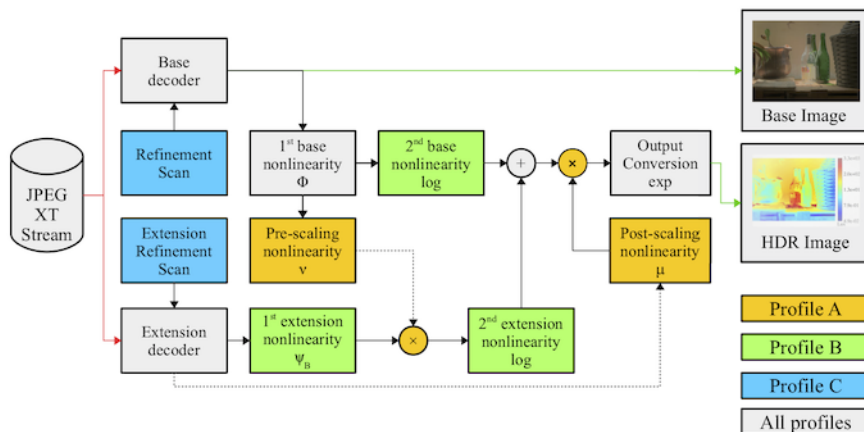 JPEG
XT
Stream
Base
decoder
Refinement
Scan
Extension
Refinement
Scan
Extension
decoder
1st base
nonlinearity
Φ
2nd base
nonlinearity
log
Pre-scaling
nonlinearity
ν
1st extension
nonlinearity
ΨB
×
2nd extension
nonlinearity
log
+
×
Output
Conversion
exp
Post-scaling
nonlinearity
μ
Base Image
HDR Image
Profile A
Profile B
Profile C
All profiles